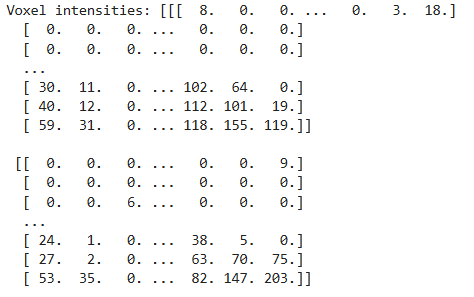 Voxel intensities: [[[  8.   0.   0. ...   0.   3.  18.]
  [  0.   0.   0. ...   0.   0.   0.]
  [  0.   0.   0. ...   0.   0.   0.]
  ...
  [ 30.  11.   0. ... 102.  64.   0.]
  [ 40.  12.   0. ... 112. 101.  19.]
  [ 59.  31.   0. ... 118. 155. 119.]]

 [[  0.   0.   0. ...   0.   0.   9.]
  [  0.   0.   0. ...   0.   0.   0.]
  [  0.   0.   6. ...   0.   0.   0.]
  ...
  [ 24.   1.   0. ...  38.   5.   0.]
  [ 27.   2.   0. ...  63.  70.  75.]
  [ 53.  35.   0. ...  82. 147. 203.]]